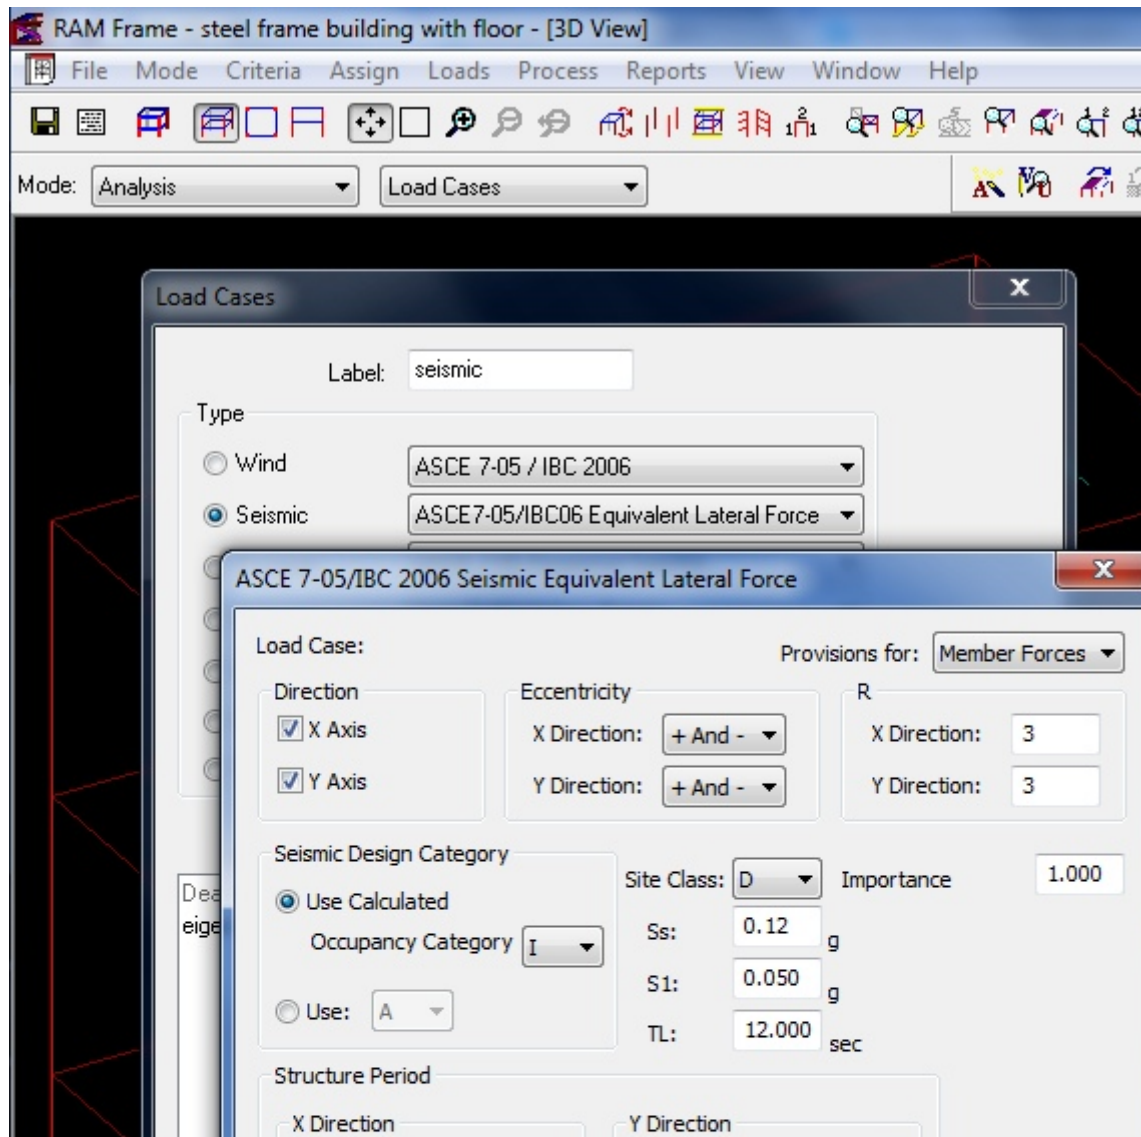 RAM Frame - steel frame building with floor - [3D View]
File Mode Criteria Assign Loads Process Reports View Window Help
Mode: Analysis Load Cases
Load Cases
Label: seismic
Type
Wind ASCE 7-05 / IBC 2006
Seismic ASCE7-05/IBC06 Equivalent Lateral Force
ASCE 7-05/IBC 2006 Seismic Equivalent Lateral Force
Load Case: Provisions for: Member Forces
Direction Eccentricity R
X Axis X Direction: + And - X Direction: 3
Y Axis Y Direction: + And - Y Direction: 3
Seismic Design Category
Site Class: D Importance 1.000
Dea
Use Calculated
eige
Ss: 0.12 g
Occupancy Category I
S1: 0.050 g
Use: A
TL: 12.000 sec
Structure Period
X Direction Y Direction